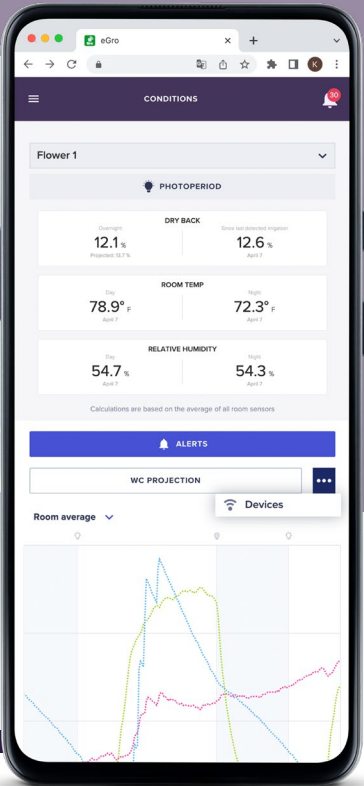 eGro
K
CONDITIONS
30
Flower 1
PHOTOPERIOD
DRY BACK
Overnight
Since last detected irrigation
12.1 %
12.6 %
Projected 13.7 %
April 7
ROOM TEMP
Day
Night
78.9° F
72.3° F
April 7
April 7
RELATIVE HUMIDITY
Day
Night
54.7 %
54.3 %
April 7
April 7
Calculations are based on the average of all room sensors
ALERTS
WC PROJECTION
Devices
Room average